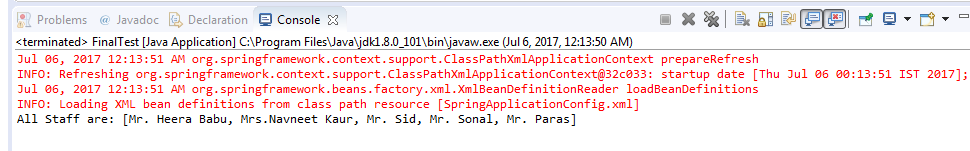 Problems @ Javadoc Declaration Console
<terminated> FinalTest [Java Application] C:\Program Files\Java\jdk1.8.0_101\bin\javaw.exe (Jul 6, 2017, 12:13:50 AM)
Jul 06, 2017 12:13:51 AM org.springframework.context.support.ClassPathXmlApplicationContext prepareRefresh
INFO: Refreshing org.springframework.context.support.ClassPathXmlApplicationContext@32c033: startup date [Thu Jul 06 00:13:51 IST 2017];
Jul 06, 2017 12:13:51 AM org.springframework.beans.factory.xml.XmlBeanDefinitionReader loadBeanDefinitions
INFO: Loading XML bean definitions from class path resource [SpringApplicationConfig.xml]
All Staff are: [Mr. Heera Babu, Mrs.Navneet Kaur, Mr. Sid, Mr. Sonal, Mr. Paras]